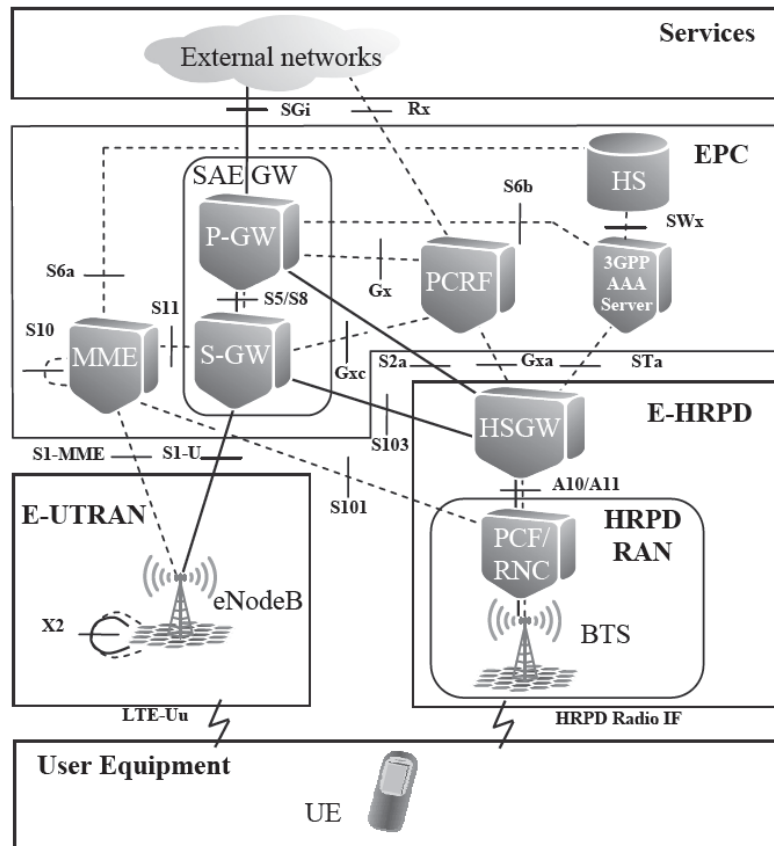 Services
External networks
SGi
Rx
EPC
SAE GW
HS
S6b
SWx
P-GW
3GPP
AAA
Server
PCRF
S6a
Gx
S11
S5/S8
S10
MME
S-GW
Gxc
S2a
Gxa
STa
E-HRPD
HSGW
S103
S1-MME
S1-U
A10/A11
S101
E-UTRAN
HRPD
RAN
PCF/
RNC
eNodeB
X2
BTS
LTE-Uu
HRPD Radio IF
User Equipment
UE